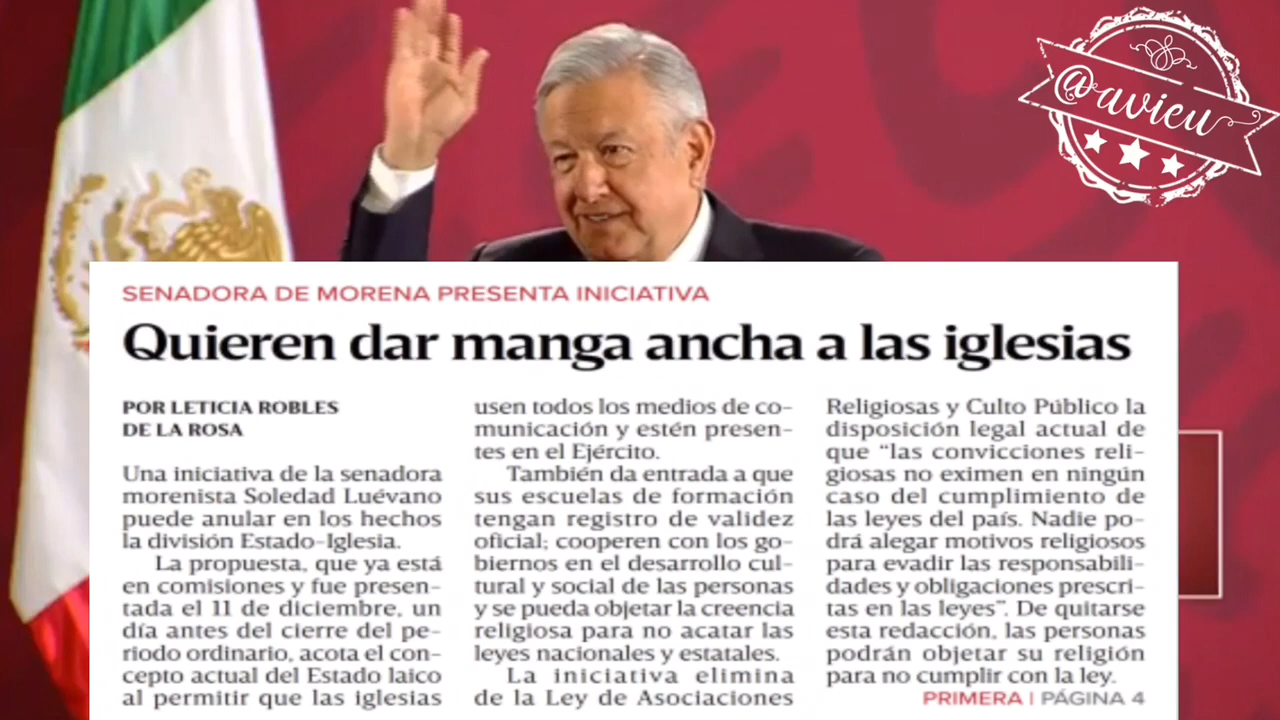 @avieu
SENADORA DE MORENA PRESENTA INICIATIVA
Quieren dar manga ancha a las iglesias
POR LETICIA ROBLES
DE LA ROSA
Una iniciativa de la senadora
morenista Soledad Luévano
puede anular en los hechos
la división Estado-Iglesia.
La propuesta, que ya está
en comisiones y fue presen-
tada el 11 de diciembre, un
día antes del cierre del pe-
riodo ordinario, acota el con-
cepto actual del Estado laico
al permitir que las iglesias
usen todos los medios de co-
municación y estén presen-
tes en el Ejército.
También da entrada a que
sus escuelas de formación
tengan registro de validez
oficial; cooperen con los go-
biernos en el desarrollo cul-
tural y social de las personas
y se pueda objetar la creencia
religiosa para no acatar las
leyes nacionales y estatales.
La iniciativa elimina
de la Ley de Asociaciones
Religiosas y Culto Público la
disposición legal actual de
que “las convicciones reli-
giosas no eximen en ningún
caso del cumplimiento de
las leyes del país. Nadie po-
drá alegar motivos religiosos
para evadir las responsabili-
dades y obligaciones prescri-
tas en las leyes”. De quitarse
esta redacción, las personas
podrán objetar su religión
para no cumplir con la ley.
PRIMERA | PÁGINA 4